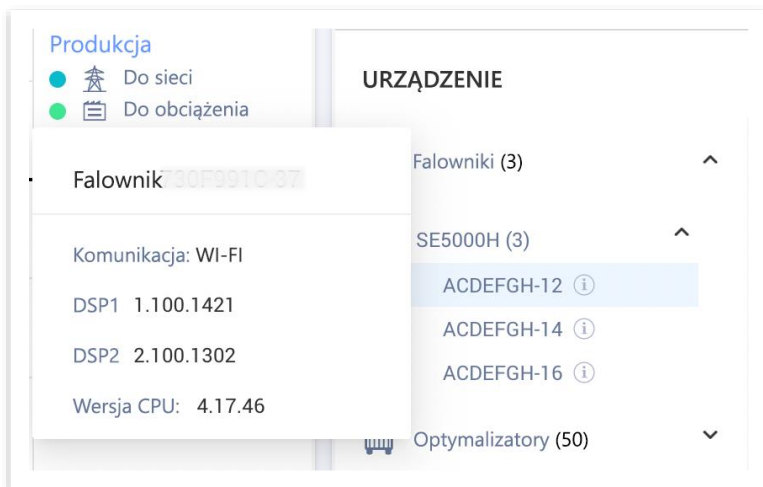 Produkcja
Do sieci
Do obciążenia
Falownik
Komunikacja: WI-FI
DSP1 1.100.1421
DSP2 2.100.1302
Wersja CPU: 4.17.46
URZĄDZENIE
Falowniki (3)
SE5000H (3)
ACDEFGH-12
ACDEFGH-14
ACDEFGH-16
Optymalizatory (50)